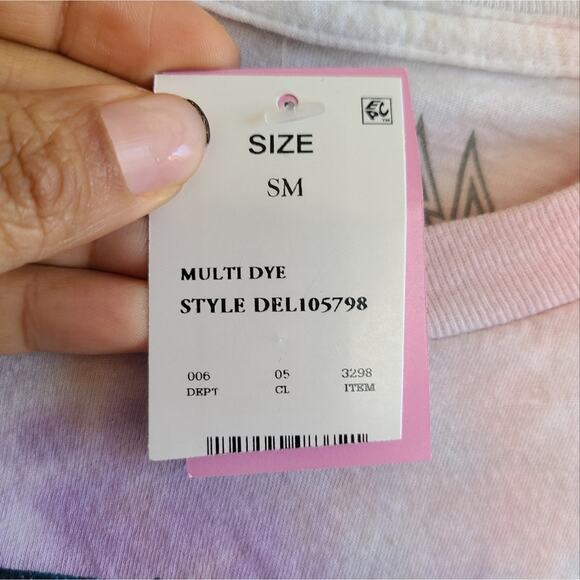 SIZE
SM
MULTI DYE
STYLE DEL105798
006 05 3298
DEPT CL ITEM